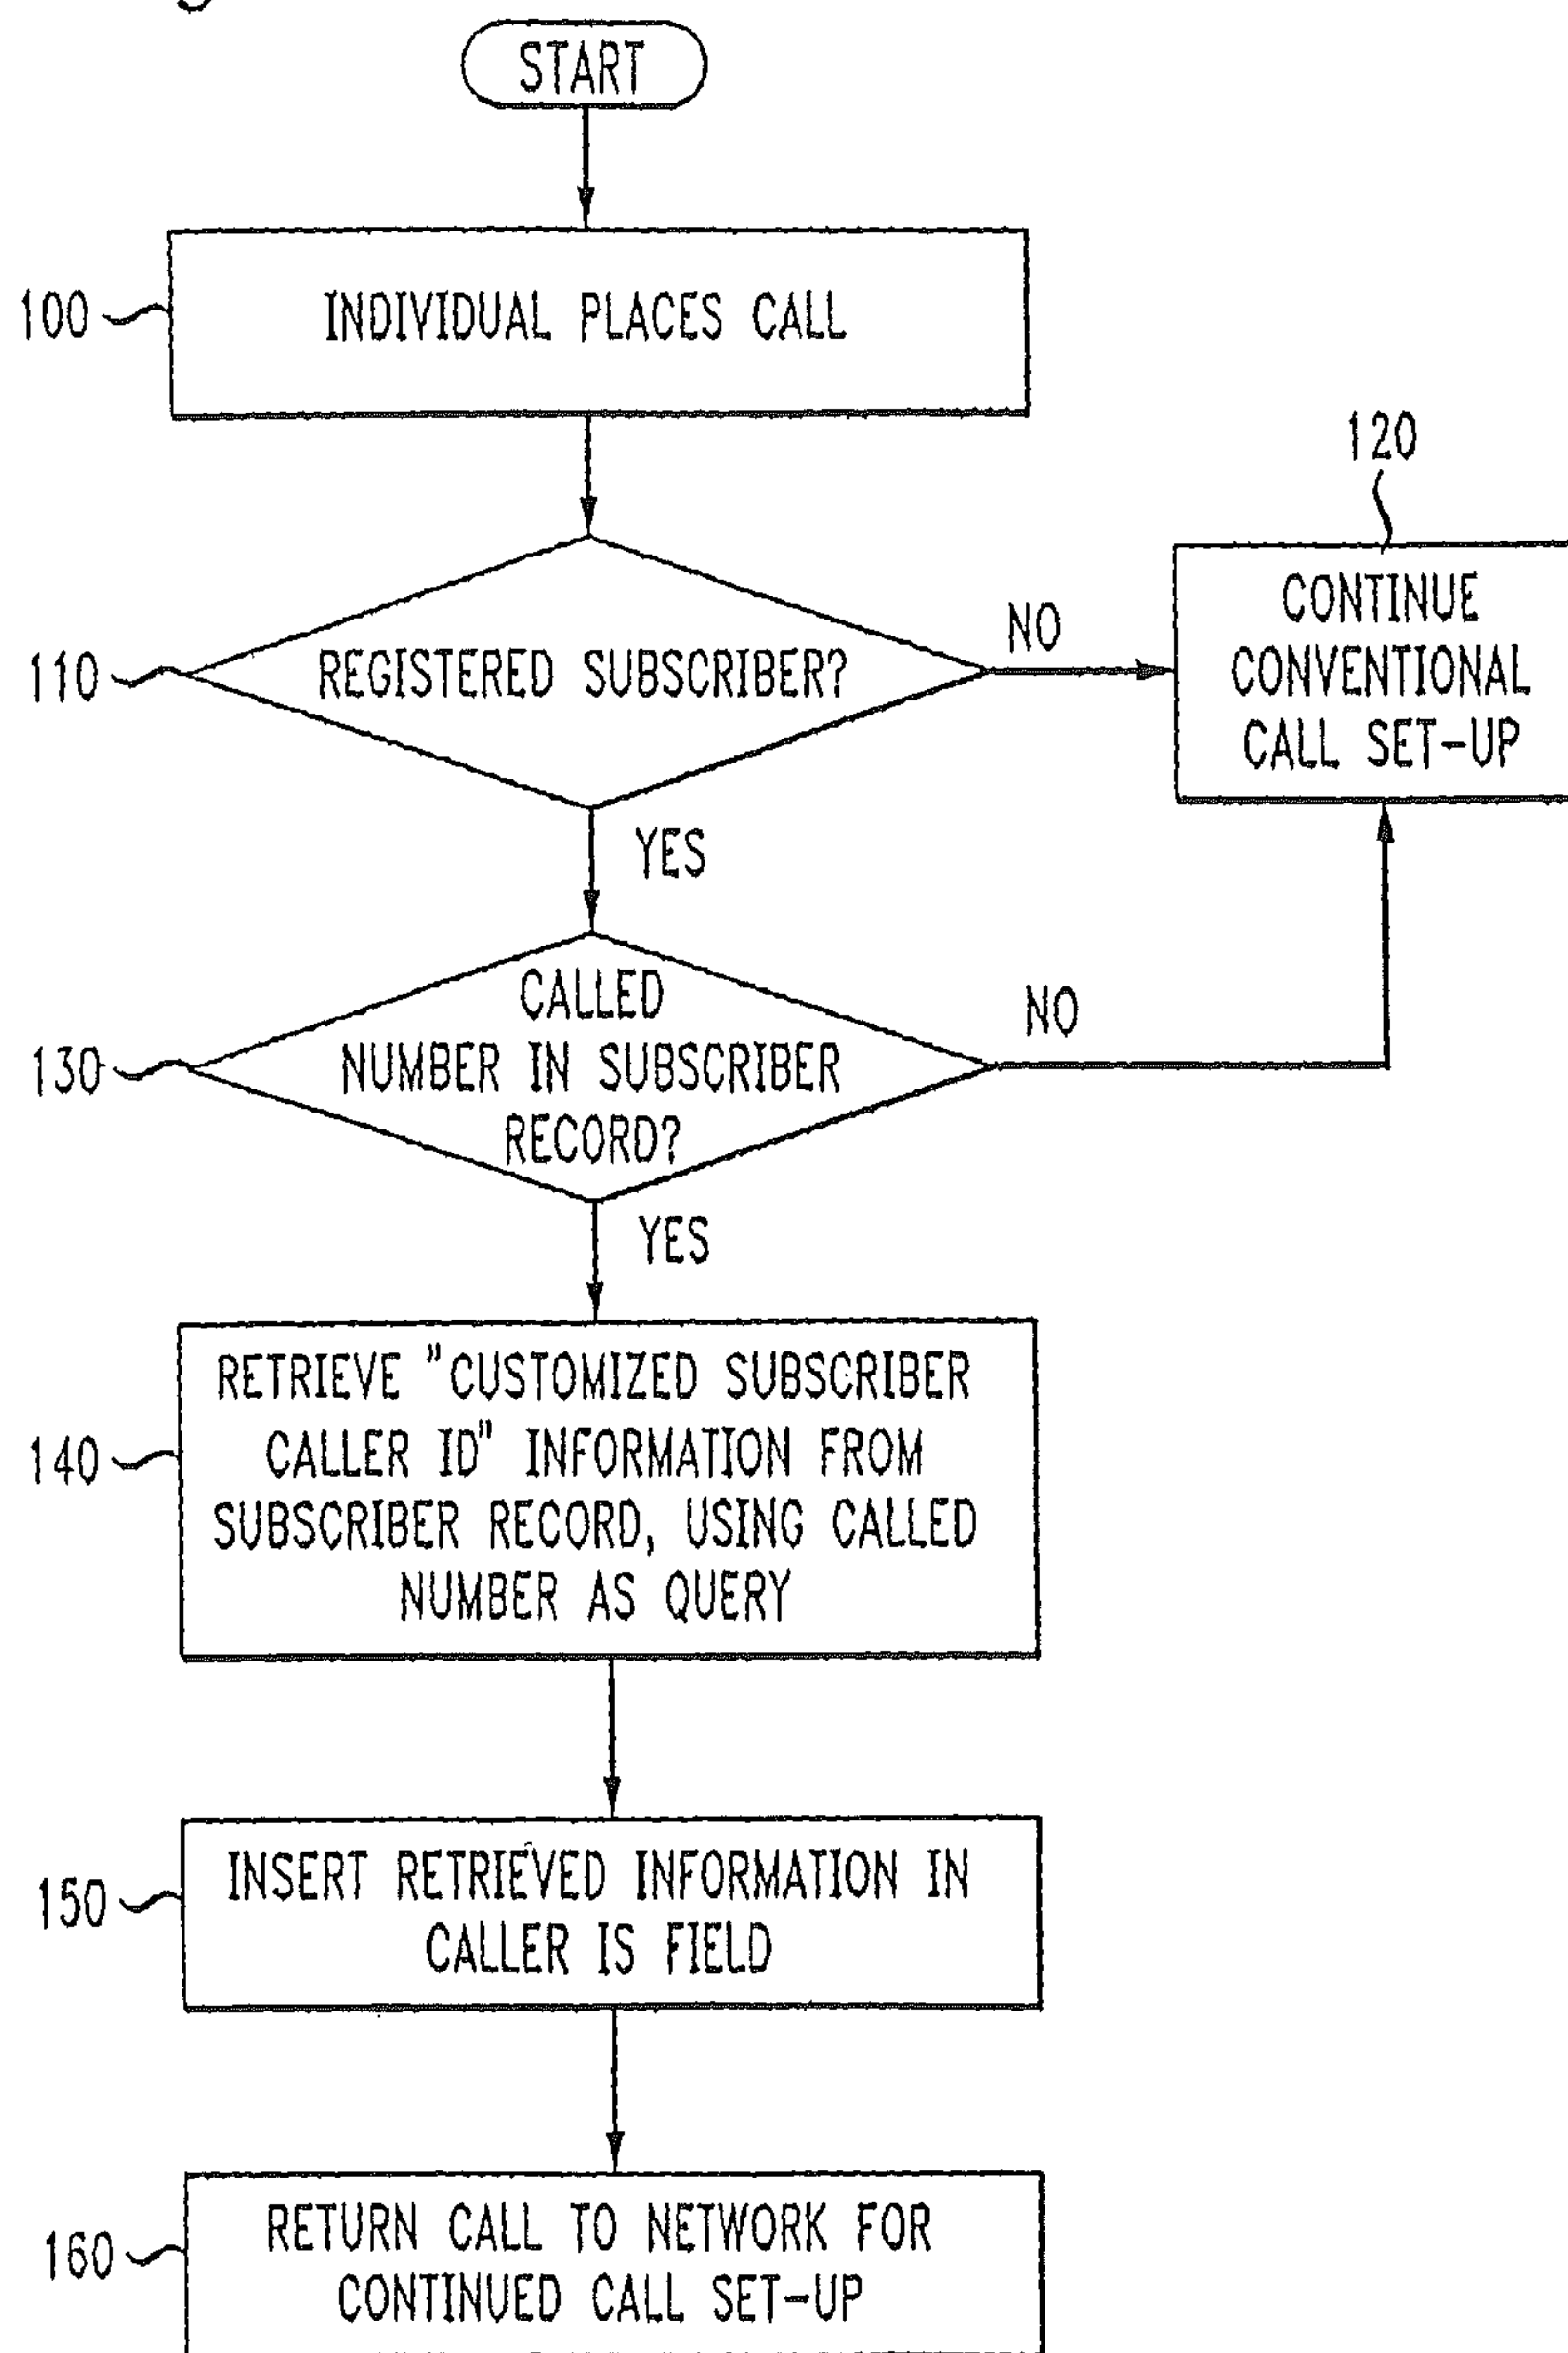 START
100
INDIVIDUAL PLACES CALL
120
CONTINUE
CONVENTIONAL
CALL SET-UP
NO
110
REGISTERED SUBSCRIBER?
YES
CALLED
NUMBER IN SUBSCRIBER
RECORD?
NO
130
YES
RETRIEVE "CUSTOMIZED SUBSCRIBER
CALLER ID" INFORMATION FROM
SUBSCRIBER RECORD, USING CALLED
NUMBER AS QUERY
140
INSERT RETRIEVED INFORMATION IN
CALLER IS FIELD
150
RETURN CALL TO NETWORK FOR
CONTINUED CALL SET-UP
160